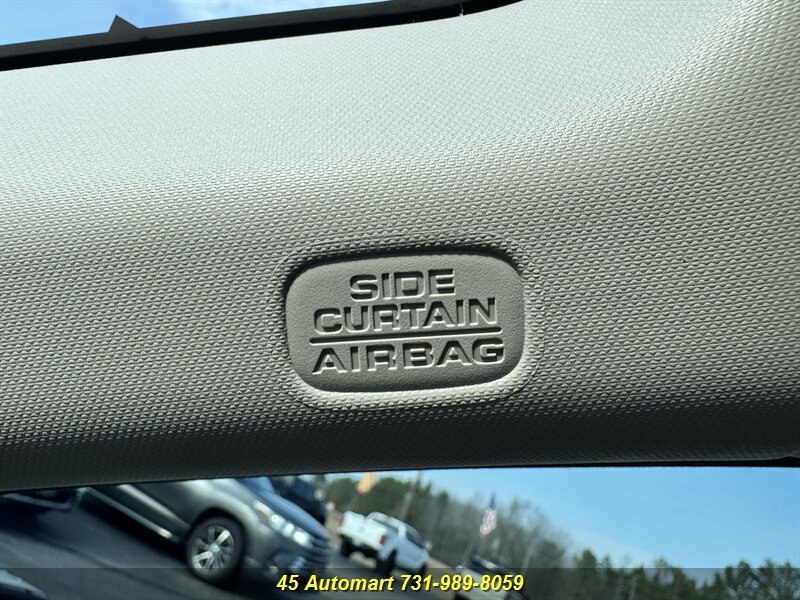 SIDE
CURTAIN
AIRBAG
45 Automart 731-989-8059